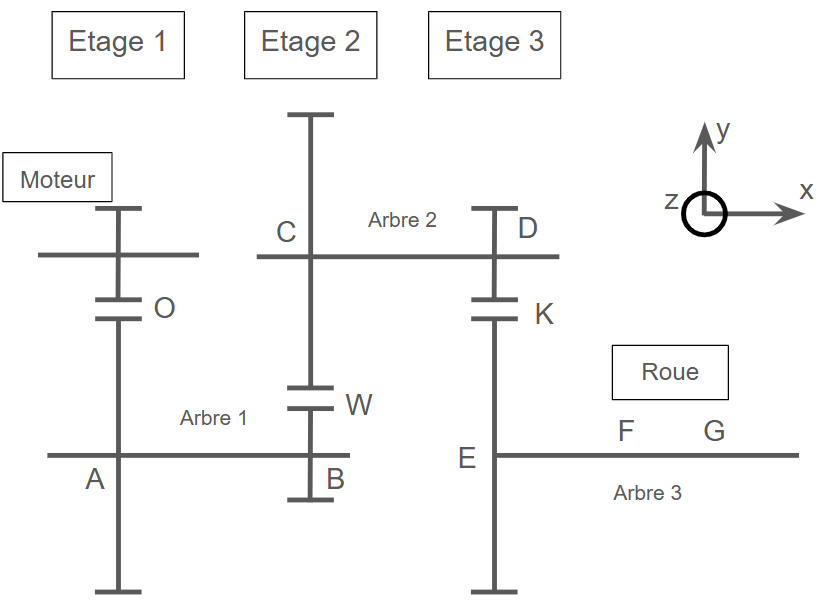 Etage 1
Etage 2
Etage 3
Moteur
y
z
x
C
Arbre 2
D
O
K
Roue
Arbre 1
W
F
G
A
B
E
Arbre 3